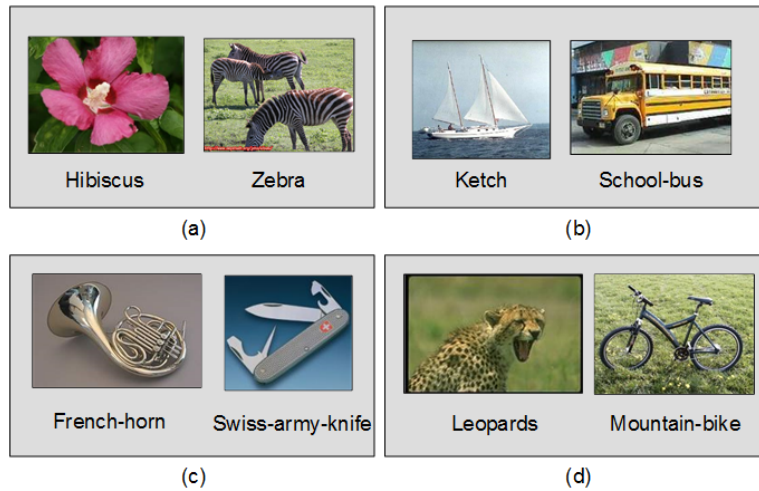 Hibiscus
Zebra
(a)
Ketch
School-bus
(b)
French-horn
Swiss-army-knife
(c)
Leopards
Mountain-bike
(d)